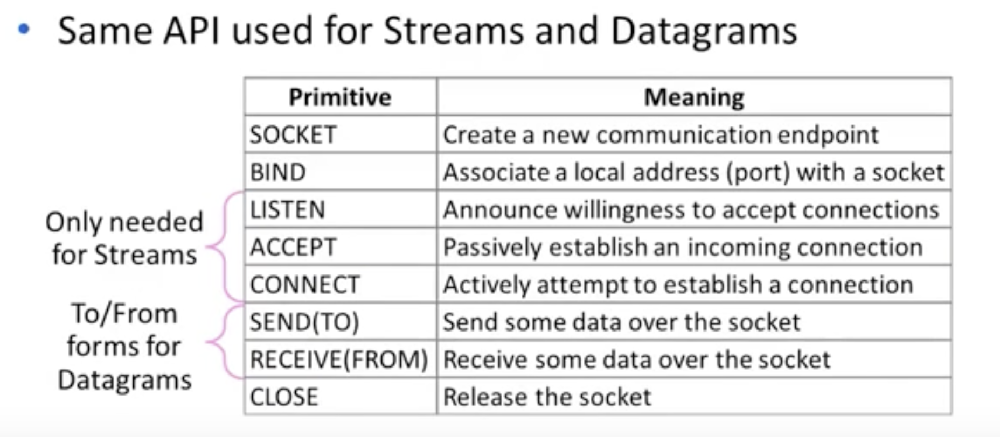 • Same API used for Streams and Datagrams
Primitive Meaning
SOCKET Create a new communication endpoint
BIND Associate a local address (port) with a socket
LISTEN Announce willingness to accept connections
ACCEPT Passively establish an incoming connection
CONNECT Actively attempt to establish a connection
SEND(TO) Send some data over the socket
RECEIVE(FROM) Receive some data over the socket
CLOSE Release the socket
Only needed
for Streams
To/From
forms for
Datagrams